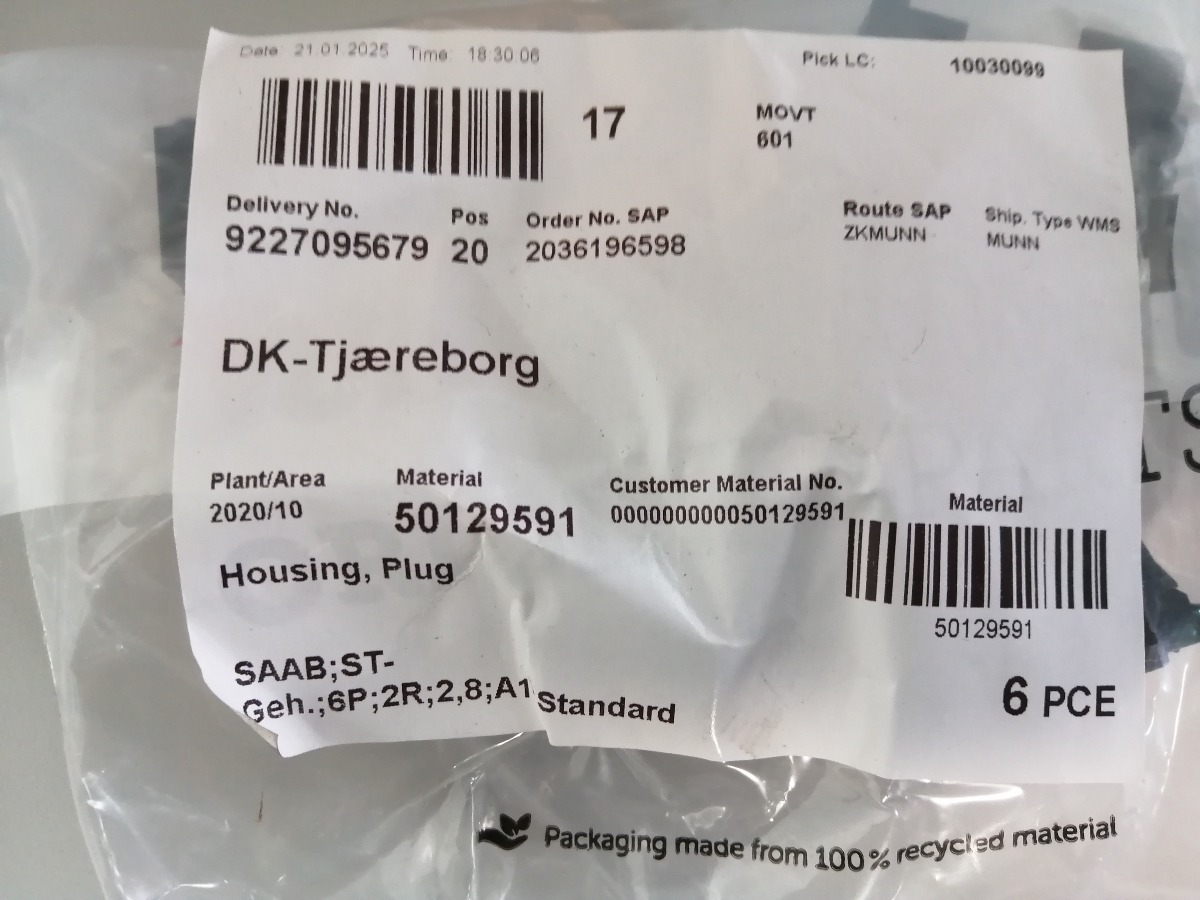 Date: 21.01.2025 Time: 18:30:06 Pick LC: 10030099
17 MOVT
601
Delivery No. Pos Order No. SAP Route SAP Ship. Type WMS
9227095679 20 2036196598 ZKMUNN MUNN
DK-Tjæreborg
Plant/Area Material Customer Material No. Material
2020/10 50129591 000000000050129591
Housing, Plug
50129591
SAAB;ST-
Geh.;6P;2R;2,8;A1 Standard 6 PCE
Packaging made from 100% recycled material